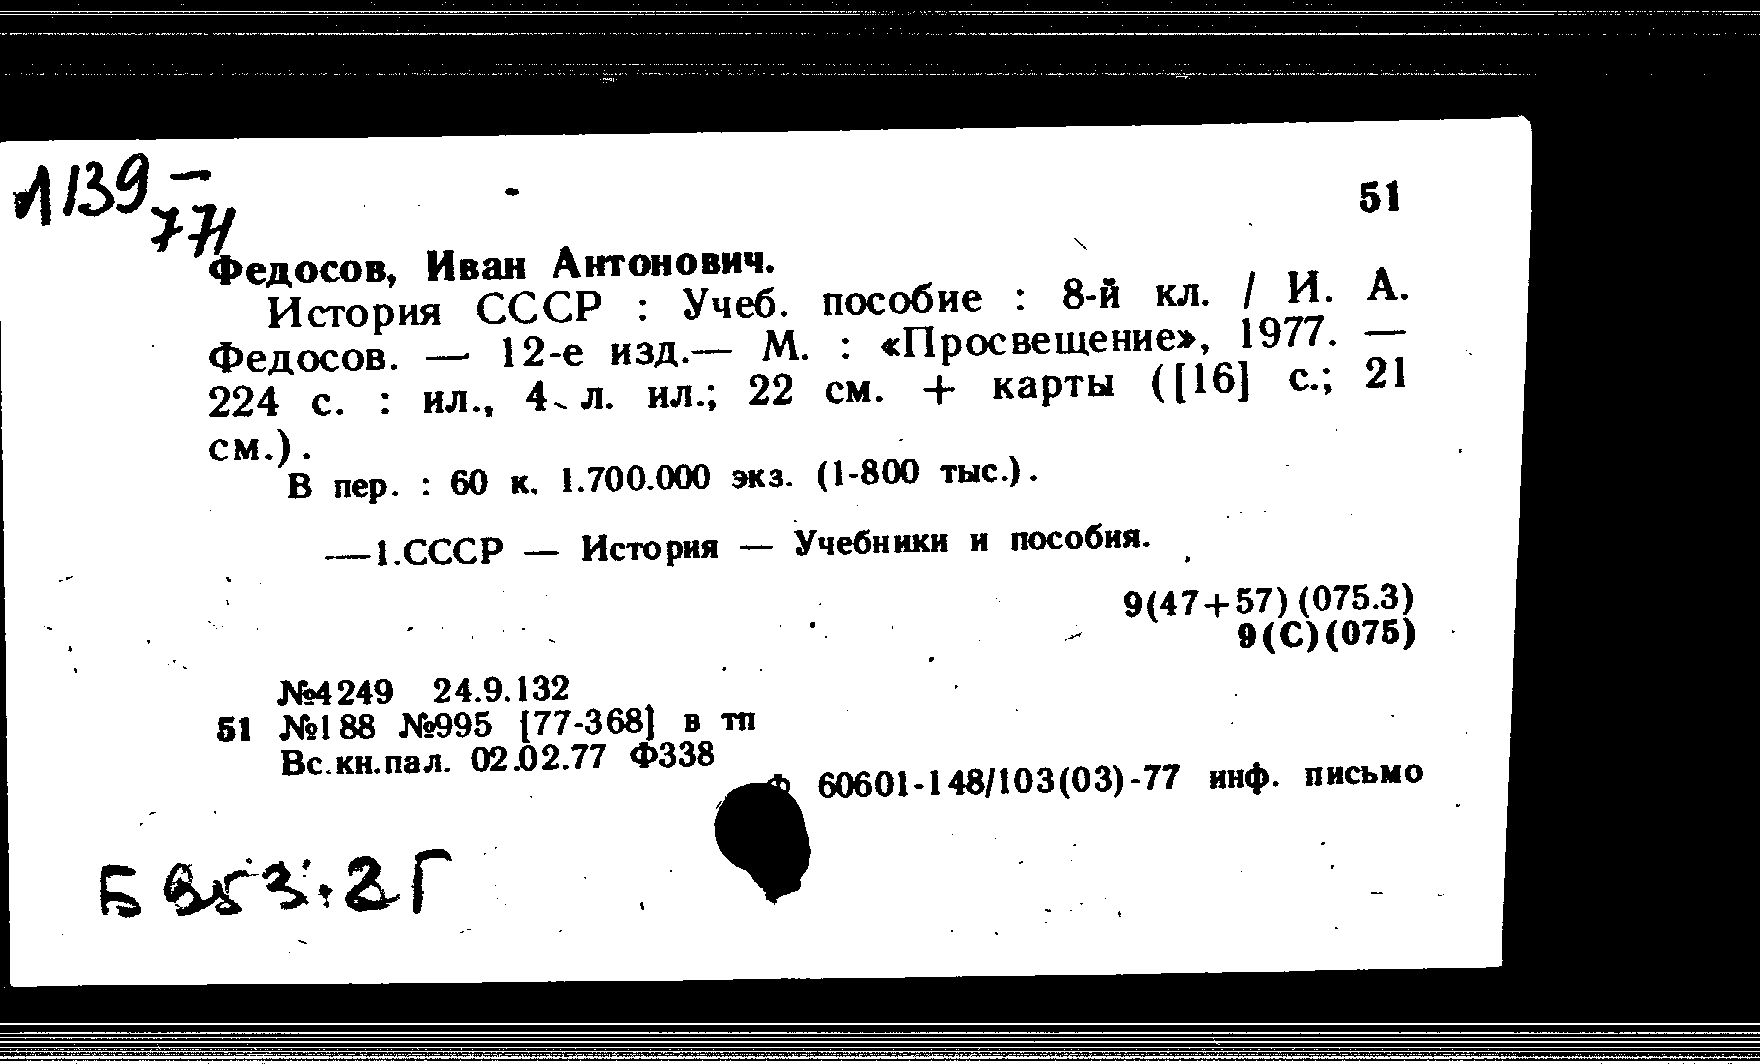 Л139-
771
51
Федосов, Иван Антонович.
История СССР : Учеб. пособие : 8-й кл. / И. А.
Федосов. — 12-е изд.— М. : «Просвещение», 1977. —
224 с. : ил., 4 л. ил.; 22 см. + карты ([16] с.; 21
см.).
В пер. : 60 к. 1.700.000 экз. (1-800 тыс.).
—1.СССР — История — Учебники и пособия.
9(47+57)(075.3)
9(С)(075)
№4249 24.9.132
51 №188 №995 [77-368] в тп
Вс.кн.пал. 02.02.77 Ф338
Ф 60601-148/103(03)-77 инф. письмо